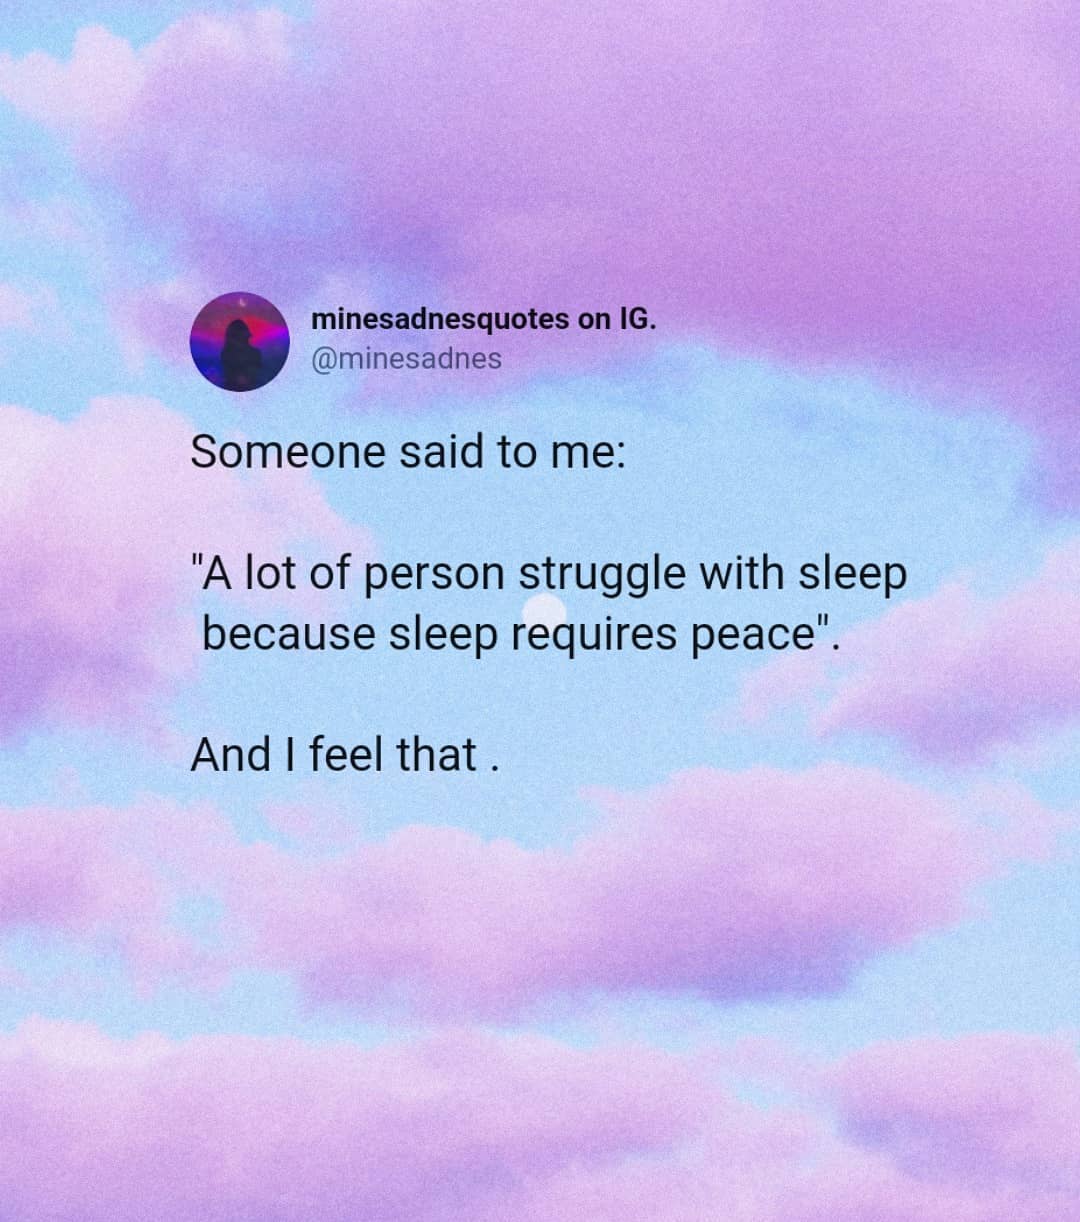 minesadnesquotes on IG.
@minesadnes
Someone said to me:
"A lot of person struggle with sleep
because sleep requires peace".
And I feel that .